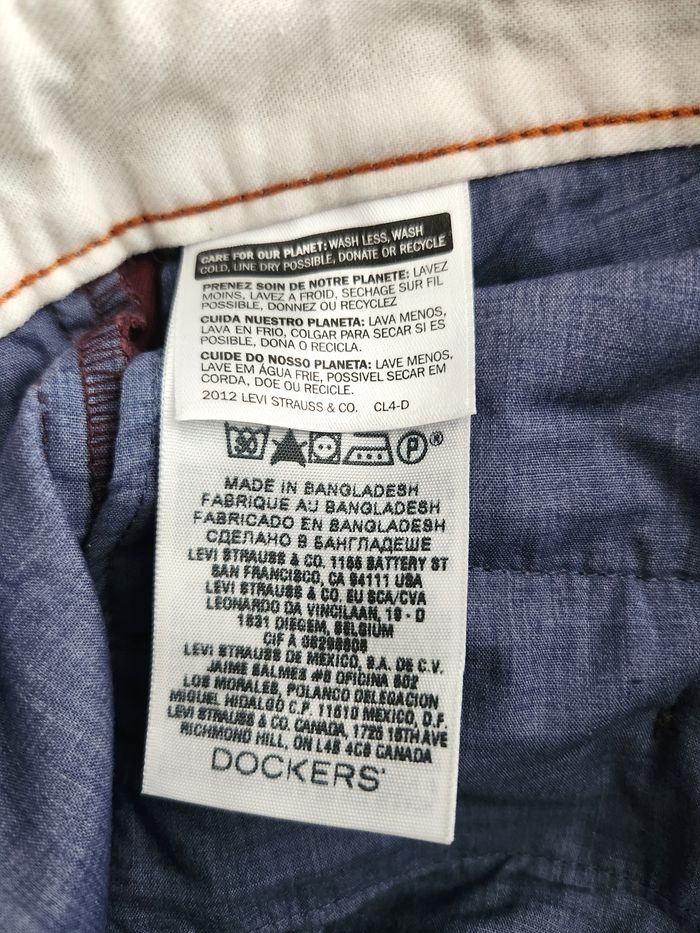 CARE FOR OUR PLANET: WASH LESS, WASH
COLD, LINE DRY POSSIBLE, DONATE OR RECYCLE
PRENEZ SOIN DE NOTRE PLANETE: LAVEZ
MOINS, LAVEZ A FROID, SECHAGE SUR FIL
POSSIBLE, DONNEZ OU RECYCLEZ
CUIDA NUESTRO PLANETA: LAVA MENOS,
LAVA EN FRIO, COLGAR PARA SECAR SI ES
POSIBLE, DONA O RECICLA.
CUIDE DO NOSSO PLANETA: LAVE MENOS,
LAVE EM ÁGUA FRIE, POSSIVEL SECAR EM
CORDA, DOE OU RECICLE.
2012 LEVI STRAUSS & CO. CL4-D
P ®
MADE IN BANGLADESH
FABRIQUE AU BANGLADESH
FABRICADO EN BANGLADESH
СДЕЛАНО В БАНГЛАДЕШЕ
LEVI STRAUSS & CO. 1155 BATTERY ST
SAN FRANCISCO, CA 94111 USA
LEVI STRAUSS & CO. EU SCA/CVA
LEONARDO DA VINCILAAN, 19 - D
1831 DIEGEM, BELGIUM
CIF A
LEVI STRAUSS DE MEXICO, S.A. DE C.V.
JAIME BALMES #8 OFICINA 602
LOS MORALES, POLANCO DELEGACION
MIGUEL HIDALGO C.P. 11510 MEXICO, D.F.
LEVI STRAUSS & CO. CANADA, 1725 16TH AVE
RICHMOND HILL, ON L4B 4C6 CANADA
DOCKERS®